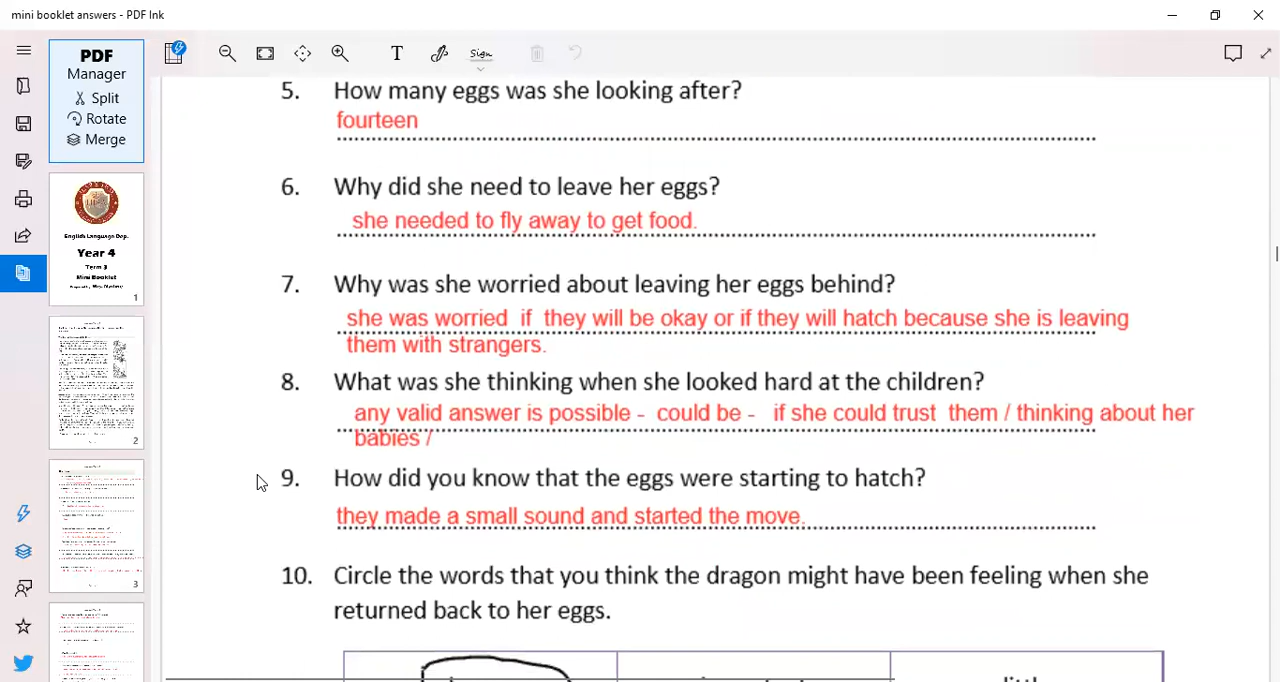 mini booklet answers - PDF Ink
PDF
Manager
Split
Rotate
Merge
T
Sign
English Language Dep.
Year 4
Term 3
Mini Booklet
1
2
3
5. How many eggs was she looking after?
fourteen
6. Why did she need to leave her eggs?
she needed to fly away to get food.
7. Why was she worried about leaving her eggs behind?
she was worried if they will be okay or if they will hatch because she is leaving
them with strangers.
8. What was she thinking when she looked hard at the children?
any valid answer is possible - could be - if she could trust them / thinking about her
babies /
9. How did you know that the eggs were starting to hatch?
they made a small sound and started the move.
10. Circle the words that you think the dragon might have been feeling when she
returned back to her eggs.